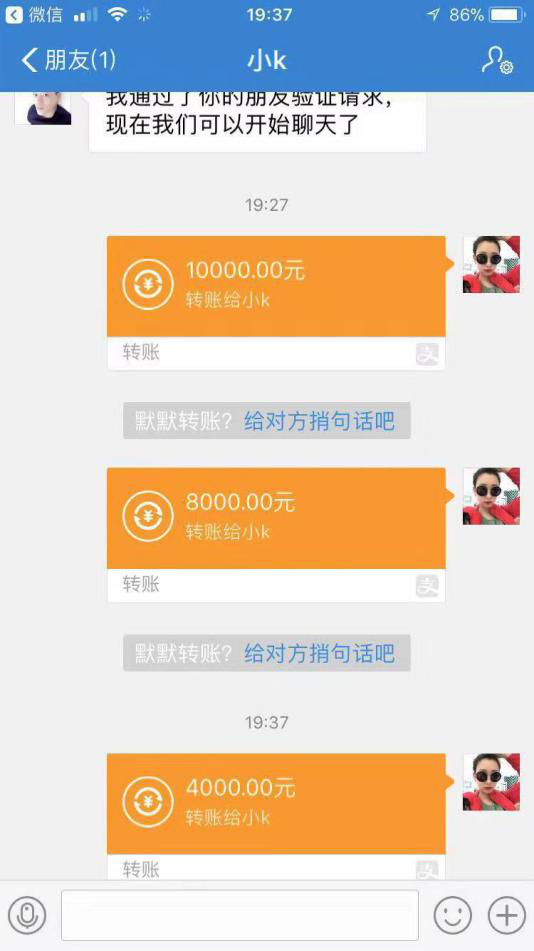 微信
19:37
86%
朋友(1)
小k
我通过了你的朋友验证请求，
现在我们可以开始聊天了
19:27
10000.00元
转账给小k
转账
支
默默转账？给对方捎句话吧
8000.00元
转账给小k
转账
支
默默转账？给对方捎句话吧
19:37
4000.00元
转账给小k
转账
支